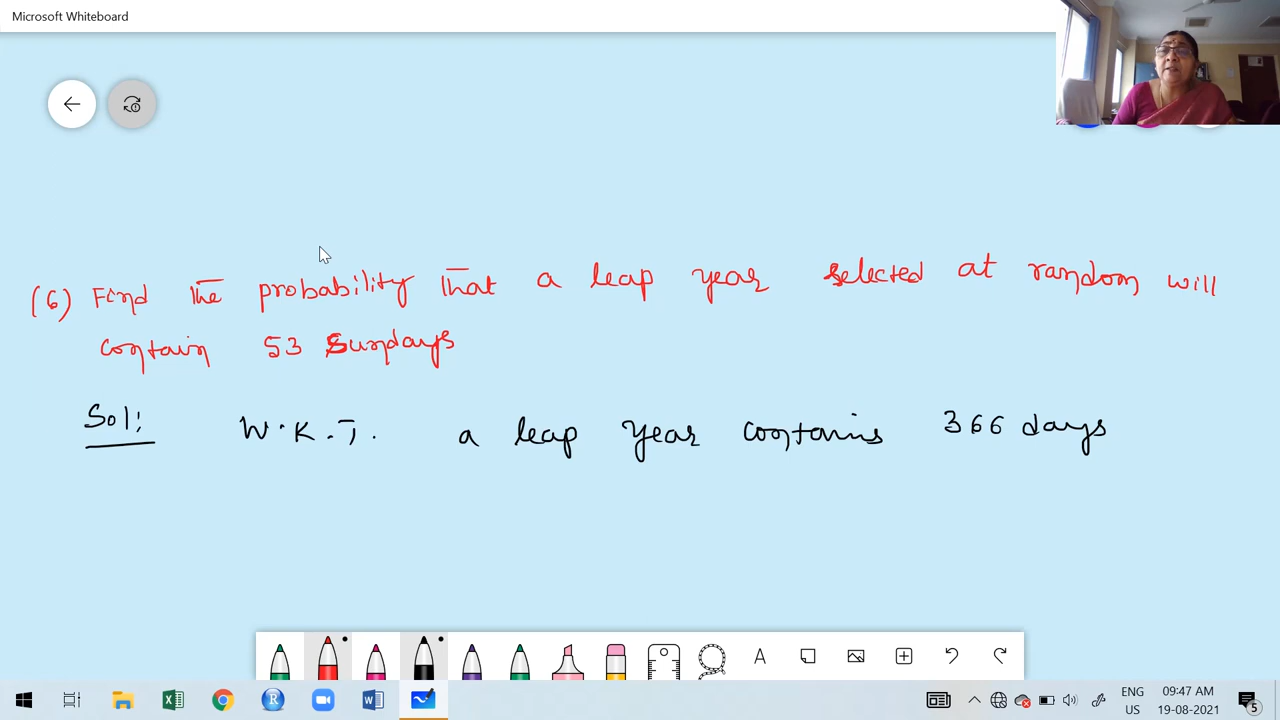 Microsoft Whiteboard
(6) Find the probability that a leap year selected at random will
contain 53 Sundays
Sol: W.K.T. a leap year contains 366 days
A
ENG
US
09:47 AM
19-08-2021
5